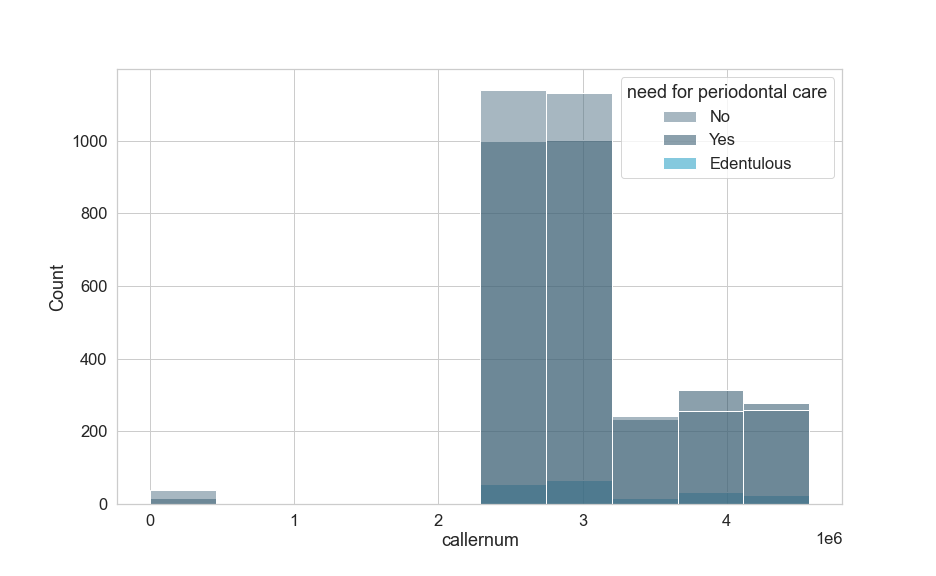 need for periodontal care
No
Yes
Edentulous
1000
800
600
400
200
0
Count
0 1 2 3 4
1e6
callernum